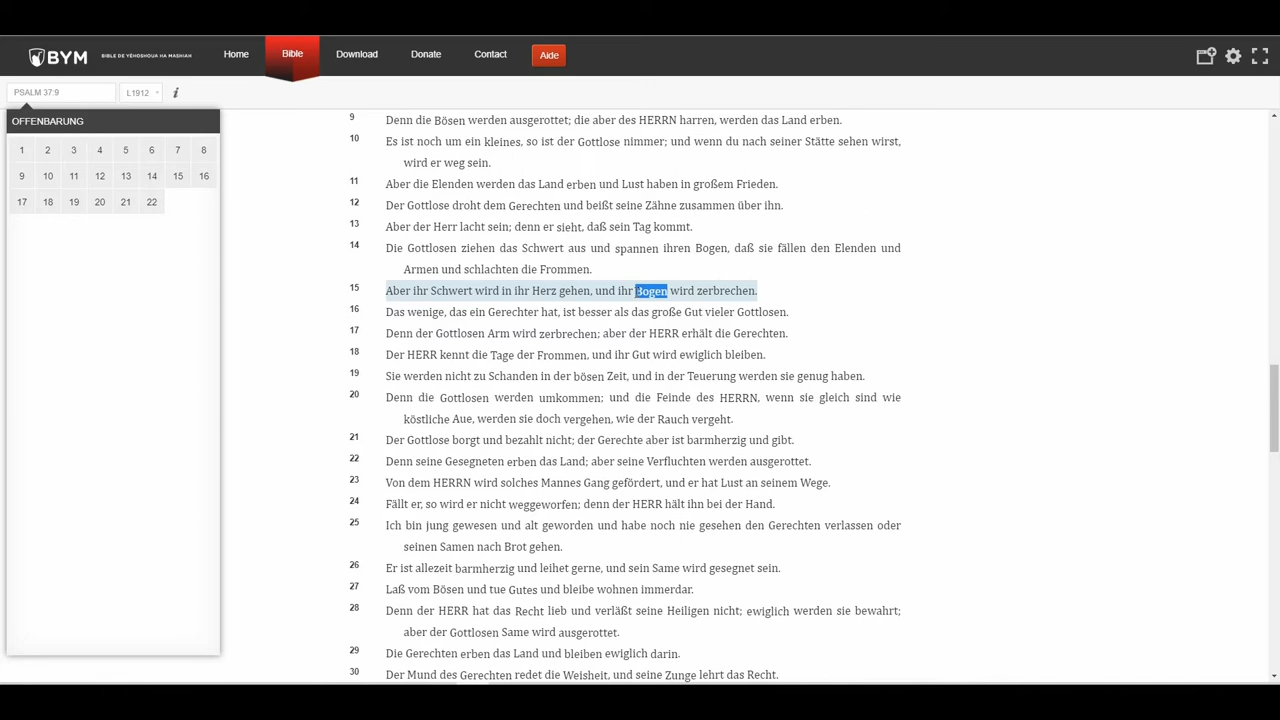 BYM BIBLE DE YÉHOSHOUA HA MASHIAH Home Bible Download Donate Contact Aide
PSALM 37:9 L1912 i
OFFENBARUNG
1 2 3 4 5 6 7 8
9 10 11 12 13 14 15 16
17 18 19 20 21 22
9 Denn die Bösen werden ausgerottet; die aber des HERRN harren, werden das Land erben.
10 Es ist noch um ein kleines, so ist der Gottlose nimmer; und wenn du nach seiner Stätte sehen wirst,
wird er weg sein.
11 Aber die Elenden werden das Land erben und Lust haben in großem Frieden.
12 Der Gottlose droht dem Gerechten und beißt seine Zähne zusammen über ihn.
13 Aber der Herr lacht sein; denn er sieht, daß sein Tag kommt.
14 Die Gottlosen ziehen das Schwert aus und spannen ihren Bogen, daß sie fällen den Elenden und
Armen und schlachten die Frommen.
15 Aber ihr Schwert wird in ihr Herz gehen, und ihr Bogen wird zerbrechen.
16 Das wenige, das ein Gerechter hat, ist besser als das große Gut vieler Gottlosen.
17 Denn der Gottlosen Arm wird zerbrechen; aber der HERR erhält die Gerechten.
18 Der HERR kennt die Tage der Frommen, und ihr Gut wird ewiglich bleiben.
19 Sie werden nicht zu Schanden in der bösen Zeit, und in der Teuerung werden sie genug haben.
20 Denn die Gottlosen werden umkommen; und die Feinde des HERRN, wenn sie gleich sind wie
köstliche Aue, werden sie doch vergehen, wie der Rauch vergeht.
21 Der Gottlose borgt und bezahlt nicht; der Gerechte aber ist barmherzig und gibt.
22 Denn seine Gesegneten erben das Land; aber seine Verfluchten werden ausgerottet.
23 Von dem HERRN wird solches Mannes Gang gefördert, und er hat Lust an seinem Wege.
24 Fällt er, so wird er nicht weggeworfen; denn der HERR hält ihn bei der Hand.
25 Ich bin jung gewesen und alt geworden und habe noch nie gesehen den Gerechten verlassen oder
seinen Samen nach Brot gehen.
26 Er ist allezeit barmherzig und leihet gerne, und sein Same wird gesegnet sein.
27 Laß vom Bösen und tue Gutes und bleibe wohnen immerdar.
28 Denn der HERR hat das Recht lieb und verläßt seine Heiligen nicht; ewiglich werden sie bewahrt;
aber der Gottlosen Same wird ausgerottet.
29 Die Gerechten erben das Land und bleiben ewiglich darin.
30 Der Mund des Gerechten redet die Weisheit, und seine Zunge lehrt das Recht.